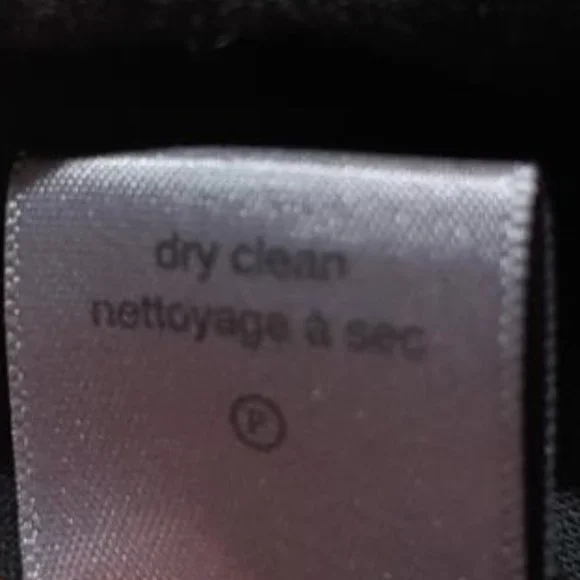 dry clean
nettoyage à sec
P